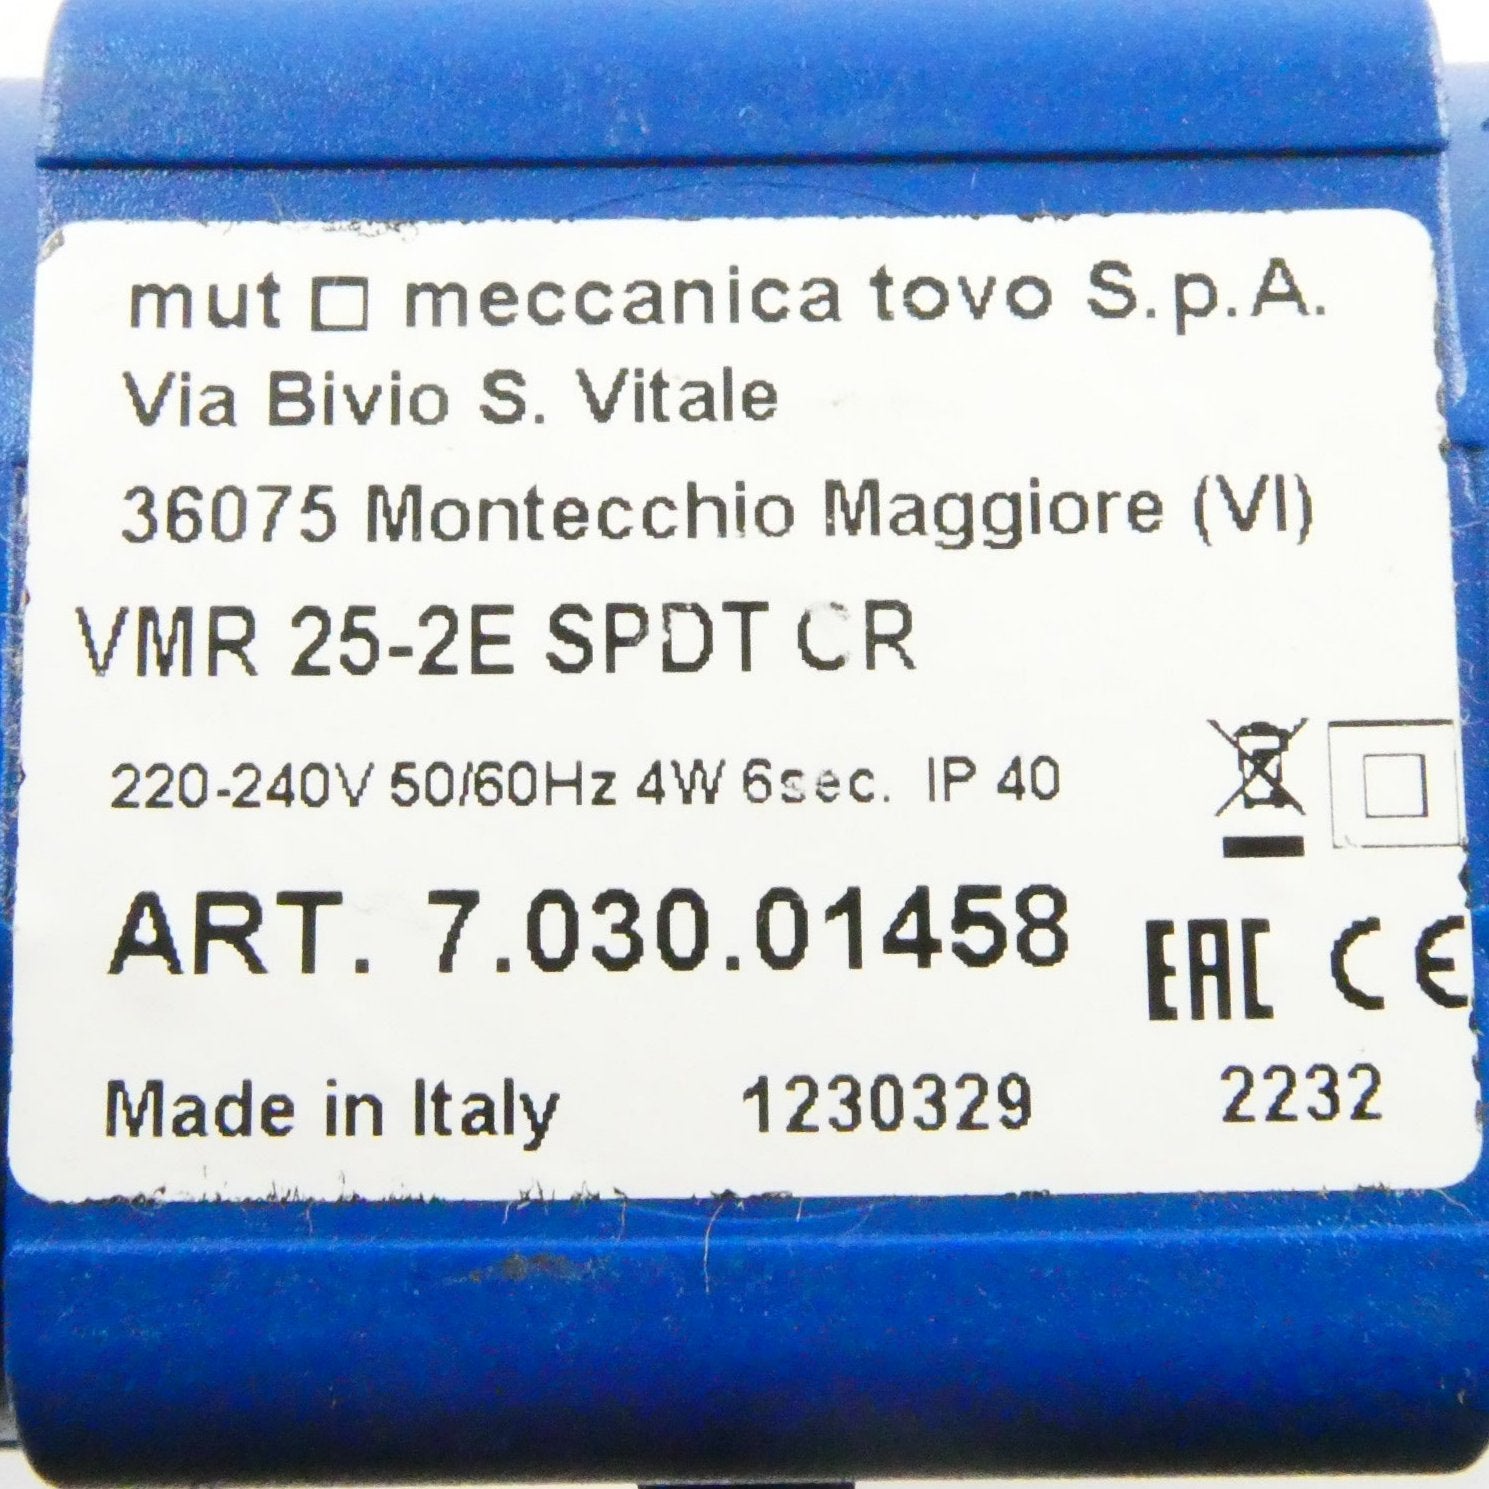 mut □ meccanica tovo S.p.A.
Via Bivio S. Vitale
36075 Montecchio Maggiore (VI)
VMR 25-2E SPDT CR
220-240V 50/60Hz 4W 6sec. IP 40
ART. 7.030.01458
EAC CE
Made in Italy 1230329 2232